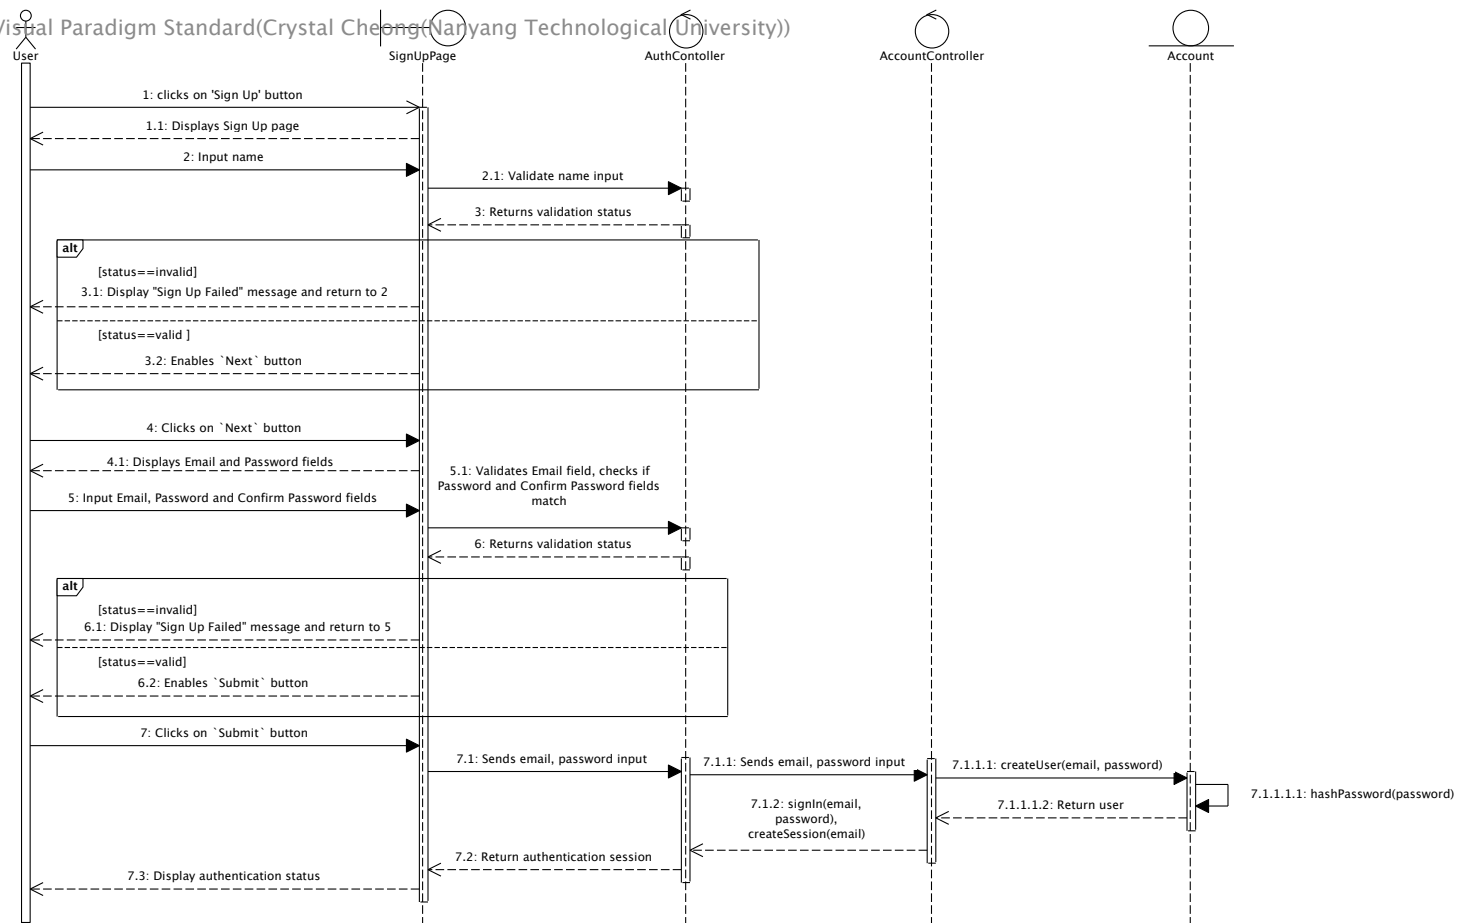 Visual Paradigm Standard(Crystal Cheong(Nanyang Technological University))
User
SignUpPage
AuthContoller
AccountController
Account
1: clicks on 'Sign Up' button
1.1: Displays Sign Up page
2: Input name
2.1: Validate name input
3: Returns validation status
alt
[status==invalid]
3.1: Display "Sign Up Failed" message and return to 2
[status==valid ]
3.2: Enables `Next` button
4: Clicks on `Next` button
4.1: Displays Email and Password fields
5: Input Email, Password and Confirm Password fields
5.1: Validates Email field, checks if
Password and Confirm Password fields
match
6: Returns validation status
alt
[status==invalid]
6.1: Display "Sign Up Failed" message and return to 5
[status==valid]
6.2: Enables `Submit` button
7: Clicks on `Submit` button
7.1: Sends email, password input
7.1.1: Sends email, password input
7.1.1.1: createUser(email, password)
7.1.1.1.1: hashPassword(password)
7.1.1.1.2: Return user
7.1.2: signIn(email,
password),
createSession(email)
7.2: Return authentication session
7.3: Display authentication status